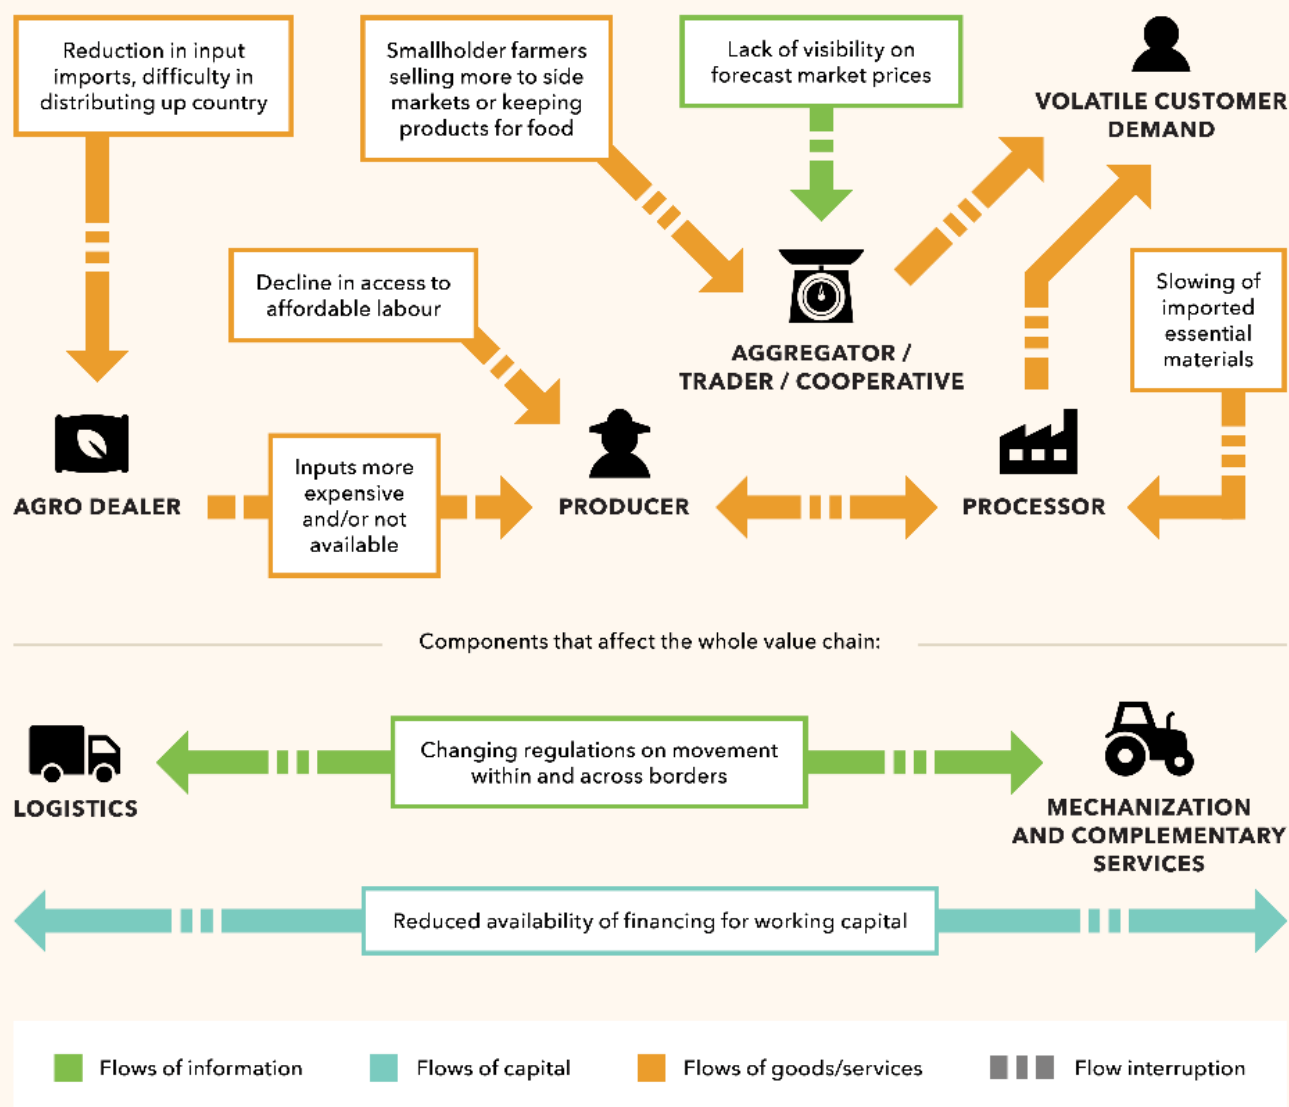 Reduction in input
imports, difficulty in
distributing up country
Smallholder farmers
selling more to side
markets or keeping
products for food
Lack of visibility on
forecast market prices
VOLATILE CUSTOMER
DEMAND
Decline in access to
affordable labour
Slowing of
imported
essential
materials
AGGREGATOR /
TRADER / COOPERATIVE
AGRO DEALER
Inputs more
expensive
and/or not
available
PRODUCER
PROCESSOR
Components that affect the whole value chain:
LOGISTICS
Changing regulations on movement
within and across borders
MECHANIZATION
AND COMPLEMENTARY
SERVICES
Reduced availability of financing for working capital
Flows of information
Flows of capital
Flows of goods/services
Flow interruption